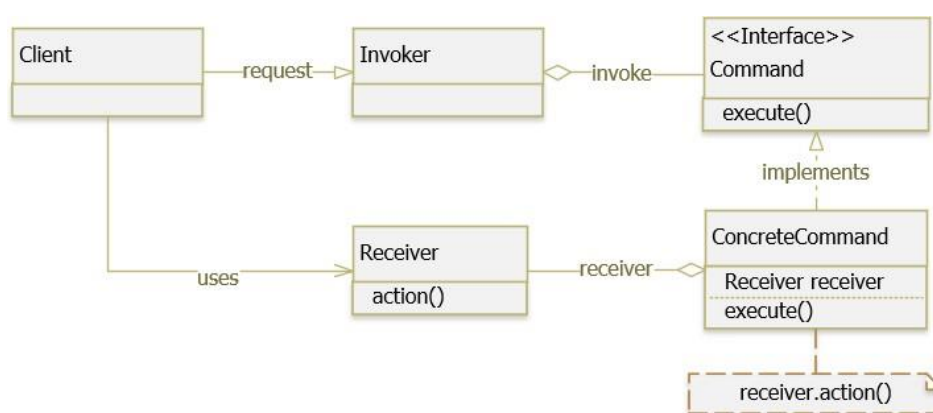 Client
request
Invoker
invoke
<<Interface>>
Command
execute()
implements
uses
Receiver
action()
receiver
ConcreteCommand
Receiver receiver
execute()
receiver.action()